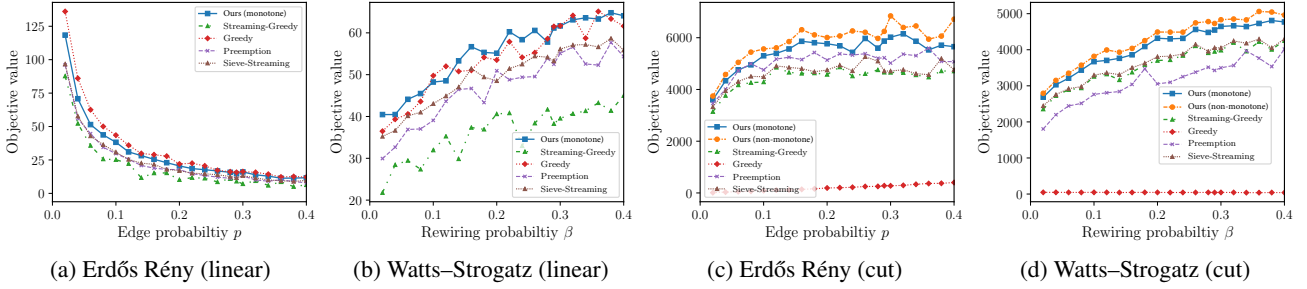 Objective value
125
100
75
50
25
0
0.0 0.1 0.2 0.3 0.4
Edge probabiltiy p
Ours (monotone)
Streaming-Greedy
Greedy
Preemption
Sieve-Streaming
(a) Erdős Rény (linear)
Objective value
60
50
40
30
20
0.0 0.1 0.2 0.3 0.4
Rewiring probabiltiy β
Ours (monotone)
Streaming-Greedy
Greedy
Preemption
Sieve-Streaming
(b) Watts–Strogatz (linear)
Objective value
6000
4000
2000
0
0.0 0.1 0.2 0.3 0.4
Edge probabiltiy p
Ours (monotone)
Ours (non-monotone)
Streaming-Greedy
Greedy
Preemption
Sieve-Streaming
(c) Erdős Rény (cut)
Objective value
5000
4000
3000
2000
1000
0
0.0 0.1 0.2 0.3 0.4
Rewiring probabiltiy β
Ours (monotone)
Ours (non-monotone)
Streaming-Greedy
Greedy
Preemption
Sieve-Streaming
(d) Watts–Strogatz (cut)